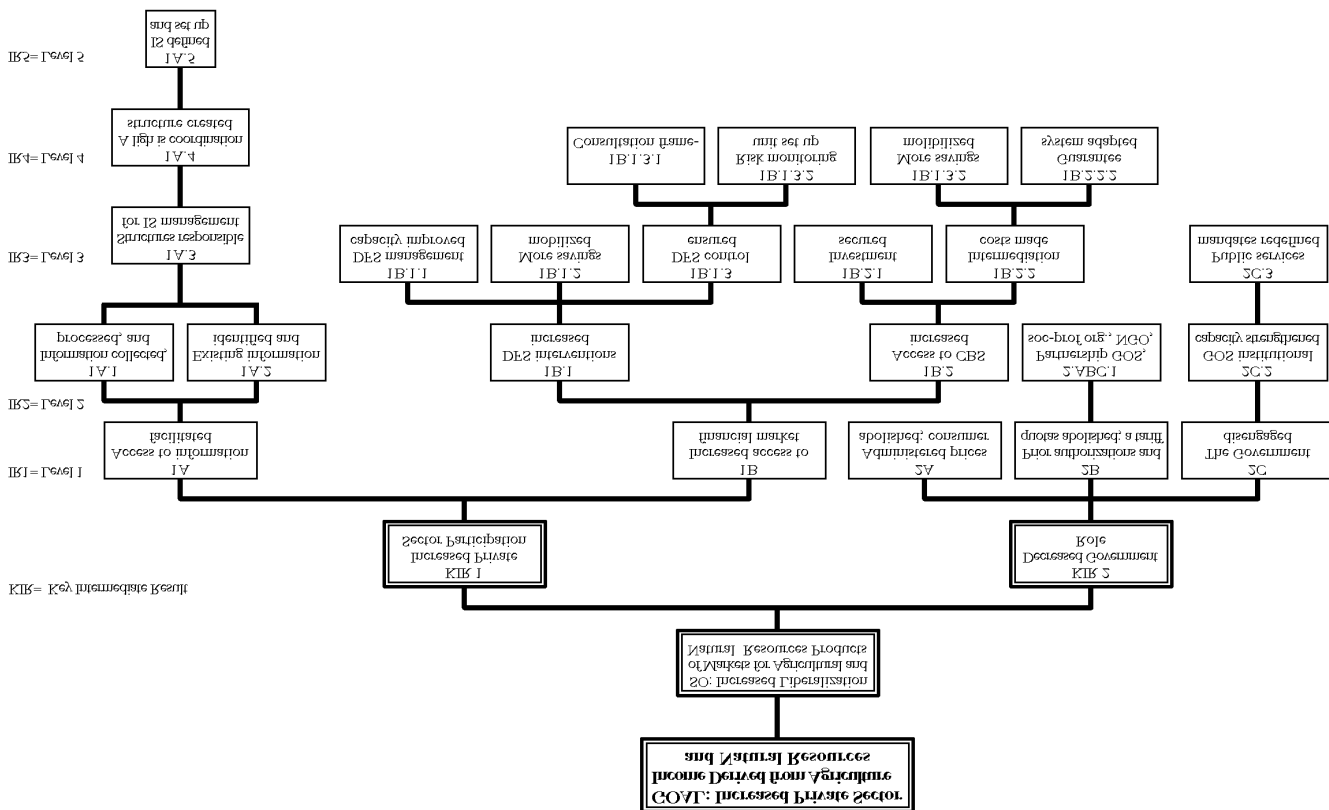 GOAL: Increased Private Sector
Income Derived from Agriculture
and Natural Resources
SO: Increased Liberalization
of Markets for Agricultural and
Natural Resources Products
KIR= Key Intermediate Result
KIR 1
Increased Private
Sector Participation
KIR 2
Decreased Government
Role
IR1= Level 1
1A
Access to information
facilitated
1B
Increased access to
financial market
2A
Administered prices
abolished, consumer
2B
Prior authorizations and
quotas abolished, a tariff
2C
The Government
disengaged
IR2= Level 2
1A.1
Information collected,
processed, and
1A.2
Existing information
identified and
1B.1
DFS interventions
increased
1B.2
Access to CBS
increased
2.ABC.1
Partnership GOS,
soc-prof org., NGO,
2C.2
GOS institutional
capacity strengthened
IR3= Level 3
1A.3
Structures responsible
for IS management
1B.1.1
DFS management
capacity improved
1B.1.2
More savings
mobilized
1B.1.3
DFS control
ensured
1B.2.1
Investment
secured
1B.2.2
Intermediation
costs made
2C.3
Public services
mandates redefined
IR4= Level 4
1A.4
A ligh is coordination
structure created
1B.1.3.1
Consultation frame-
1B.1.3.2
Risk monitoring
unit set up
1B.1.3.2
More savings
molibilized
1B.2.2.2
Guarantee
system adapted
IR5= Level 5
1A.5
IS defined
and set up